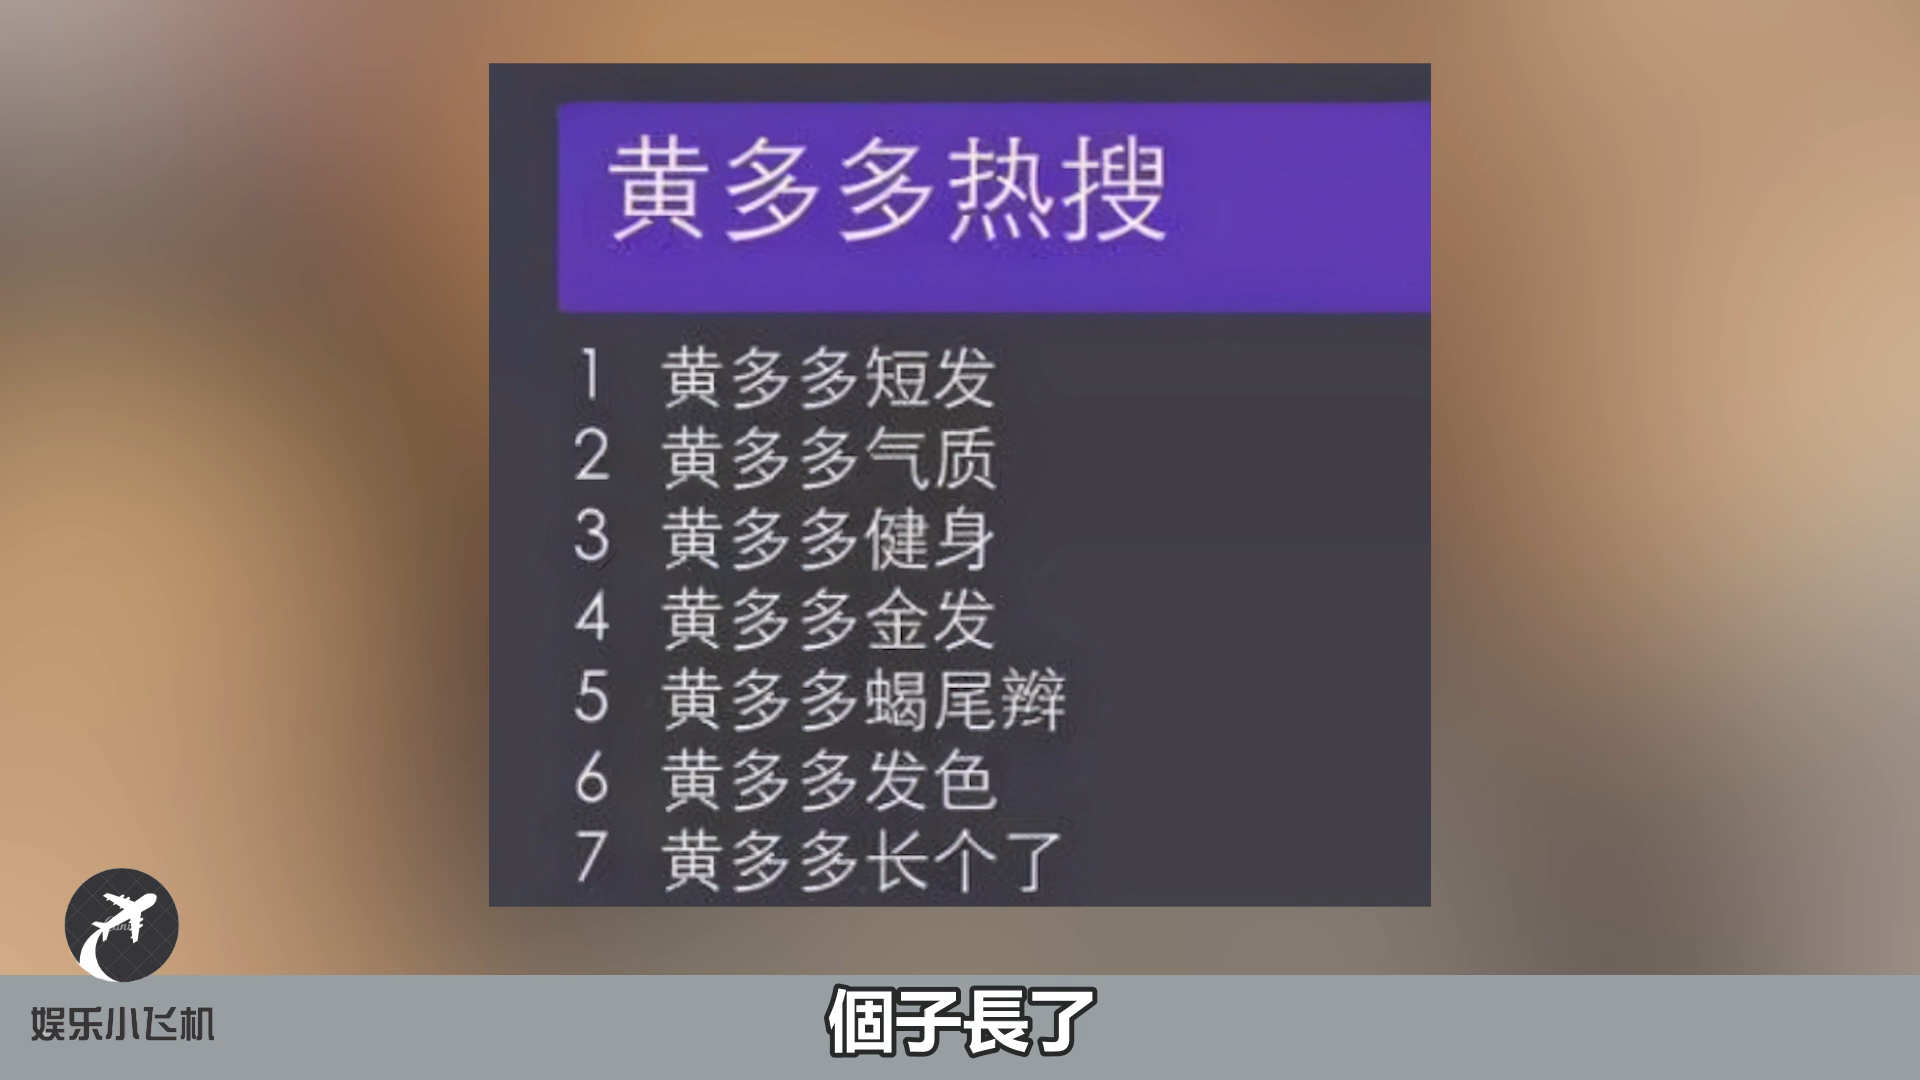 黄多多热搜
1 黄多多短发
2 黄多多气质
3 黄多多健身
4 黄多多金发
5 黄多多蝎尾辫
6 黄多多发色
7 黄多多长个了
娱乐小飞机
個子長了